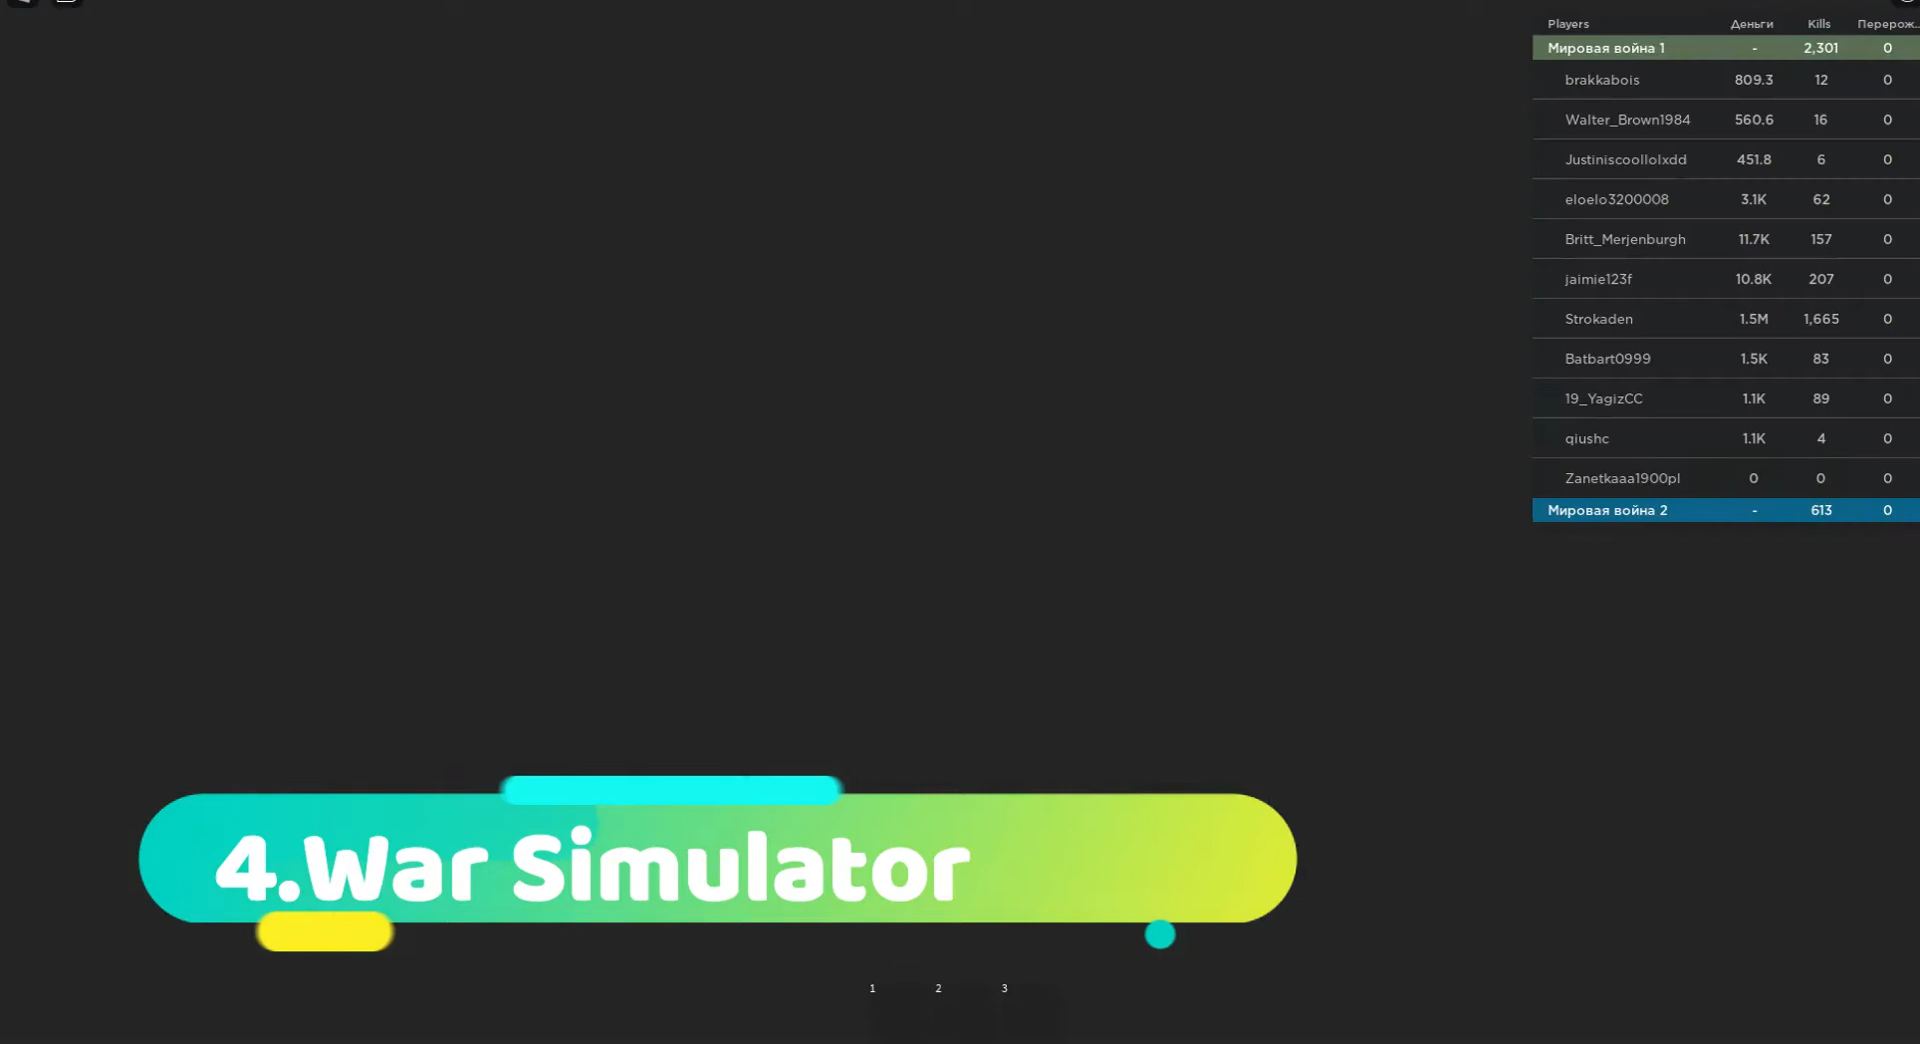 Players Деньги Kills Перерож...
Мировая война 1 - 2,301 0
brakkabois 809.3 12 0
Walter_Brown1984 560.6 16 0
Justiniscoollolxdd 451.8 6 0
eloelo3200008 3.1K 62 0
Britt_Merjenburgh 11.7K 157 0
jaimie123f 10.8K 207 0
Strokaden 1.5M 1,665 0
Batbart0999 1.5K 83 0
19_YagizCC 1.1K 89 0
qiushc 1.1K 4 0
Zanetkaaa1900pl 0 0 0
Мировая война 2 - 613 0
4.War Simulator
1 2 3